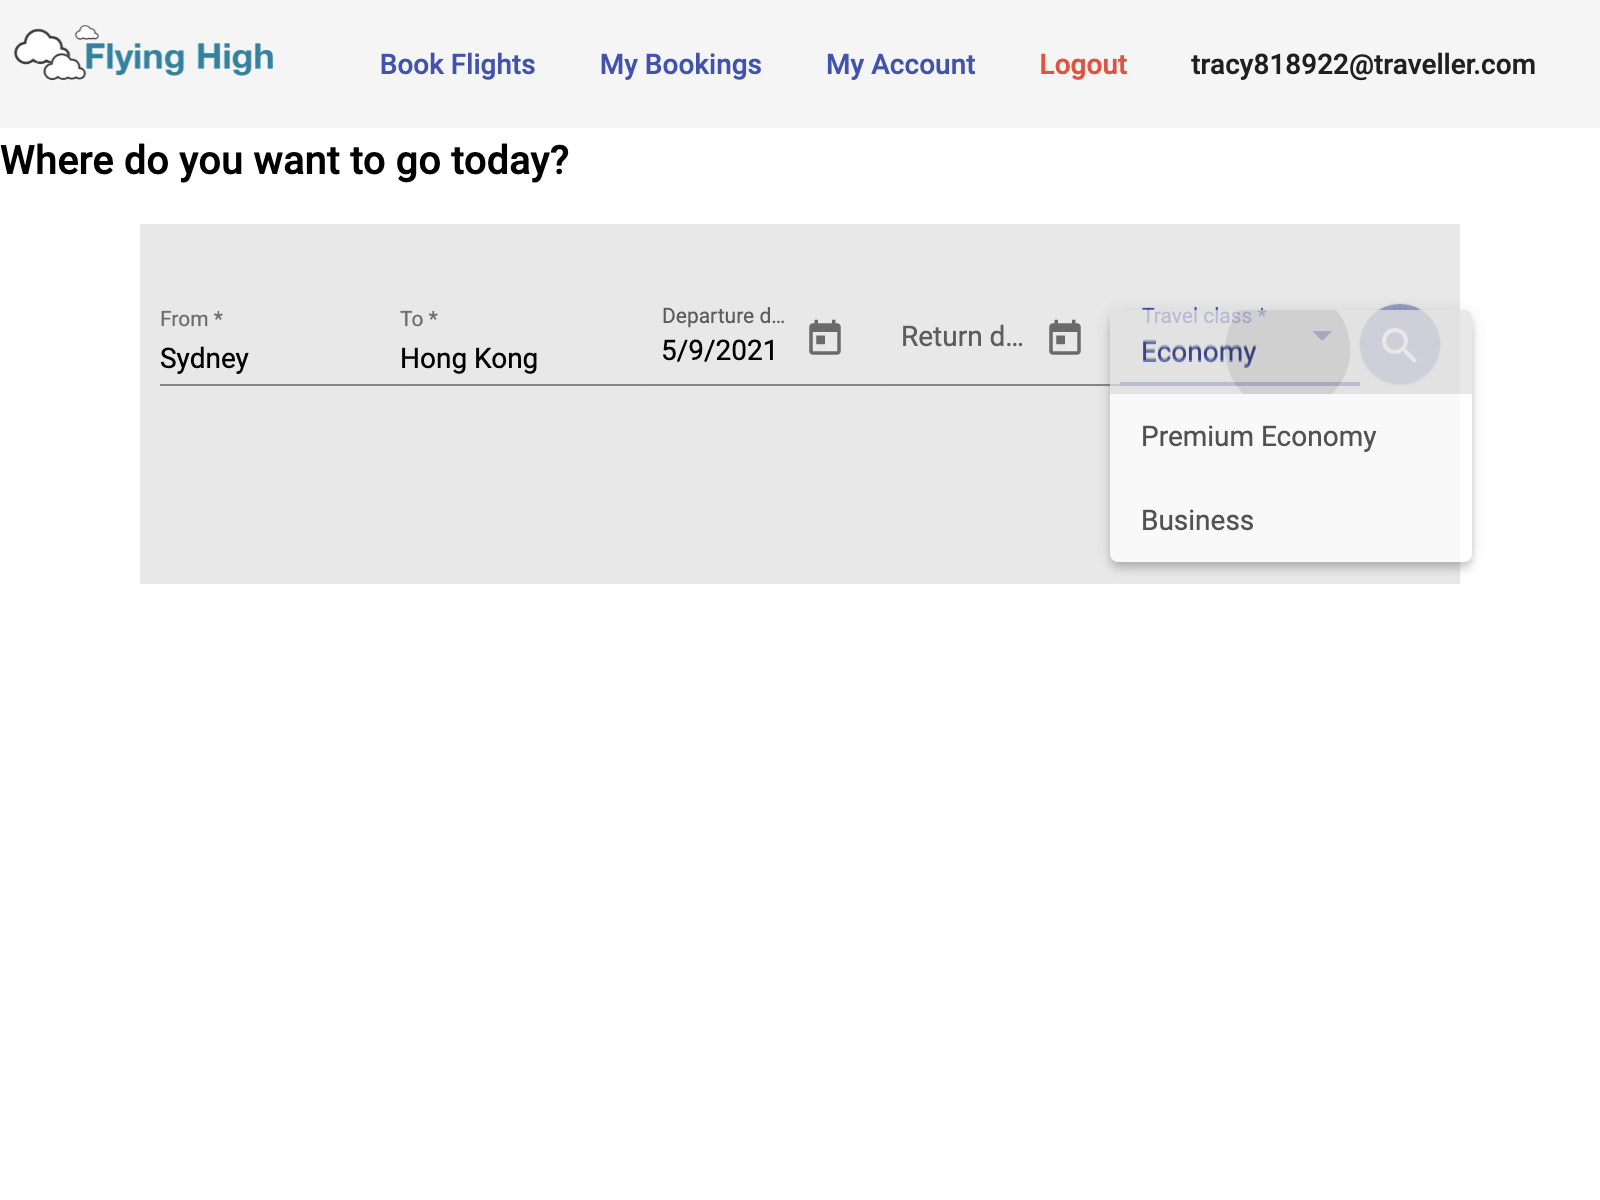 Flying High
Book Flights
My Bookings
My Account
Logout
tracy818922@traveller.com
Where do you want to go today?
From *
Sydney
To *
Hong Kong
Departure d...
5/9/2021
Return d...
Travel class *
Economy
Premium Economy
Business